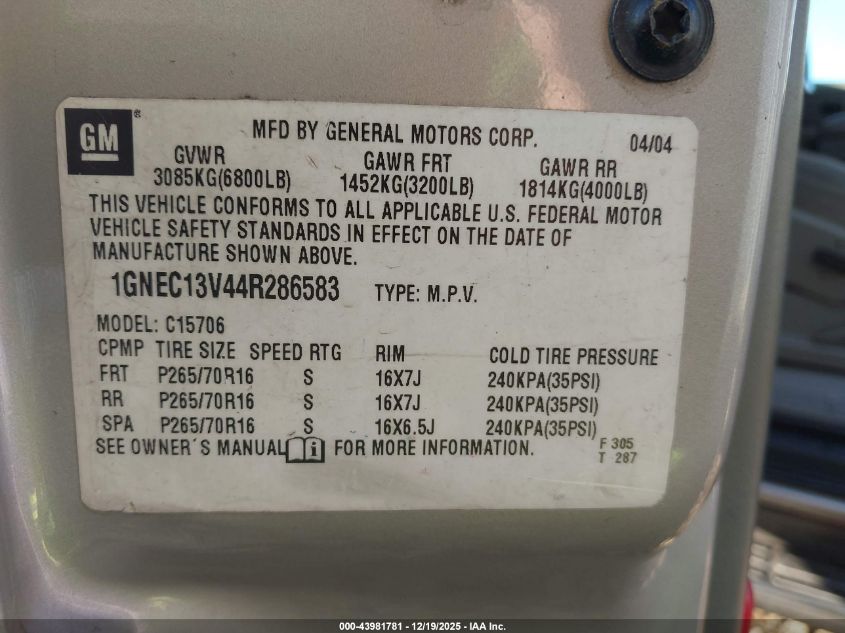 GM ®
MFD BY GENERAL MOTORS CORP. 04/04
GVWR GAWR FRT GAWR RR
3085KG(6800LB) 1452KG(3200LB) 1814KG(4000LB)
THIS VEHICLE CONFORMS TO ALL APPLICABLE U.S. FEDERAL MOTOR
VEHICLE SAFETY STANDARDS IN EFFECT ON THE DATE OF
MANUFACTURE SHOWN ABOVE.
1GNEC13V44R286583 TYPE: M.P.V.
MODEL: C15706
CPMP TIRE SIZE SPEED RTG RIM COLD TIRE PRESSURE
FRT P265/70R16 S 16X7J 240KPA(35PSI)
RR P265/70R16 S 16X7J 240KPA(35PSI)
SPA P265/70R16 S 16X6.5J 240KPA(35PSI)
SEE OWNER´S MANUAL i FOR MORE INFORMATION.
F 305
T 287
000-43981781 - 12/19/2025 - IAA Inc.